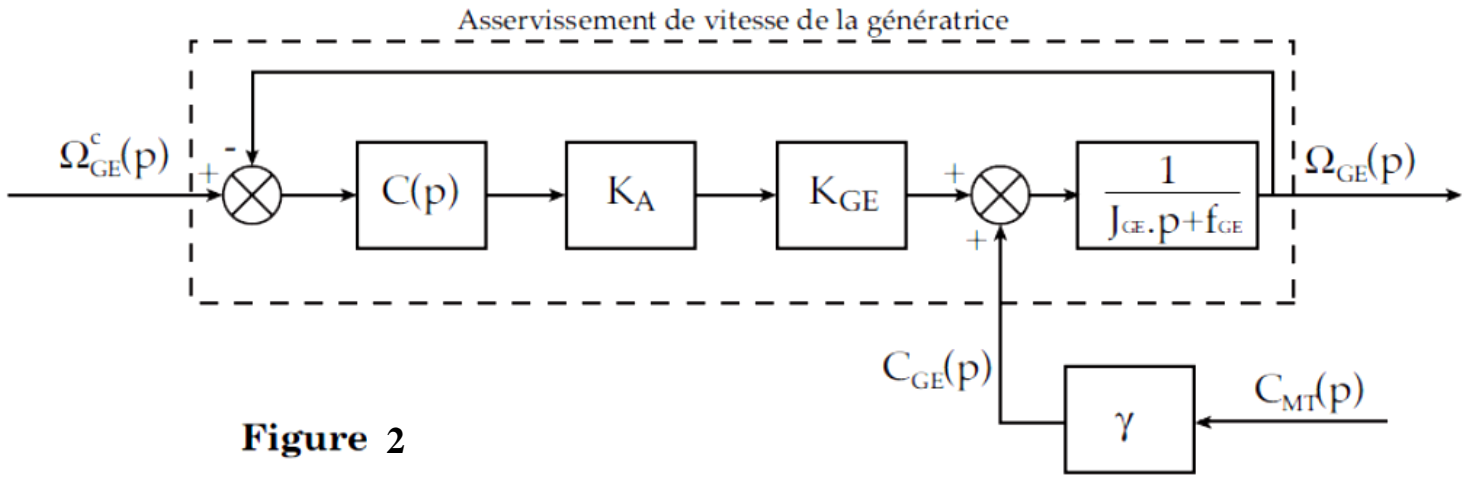 Asservissement de vitesse de la génératrice
Ω^c_GE(p)
+
-
C(p)
K_A
K_GE
+
+
1
J_GE.p+f_GE
Ω_GE(p)
C_GE(p)
γ
C_MT(p)
Figure 2